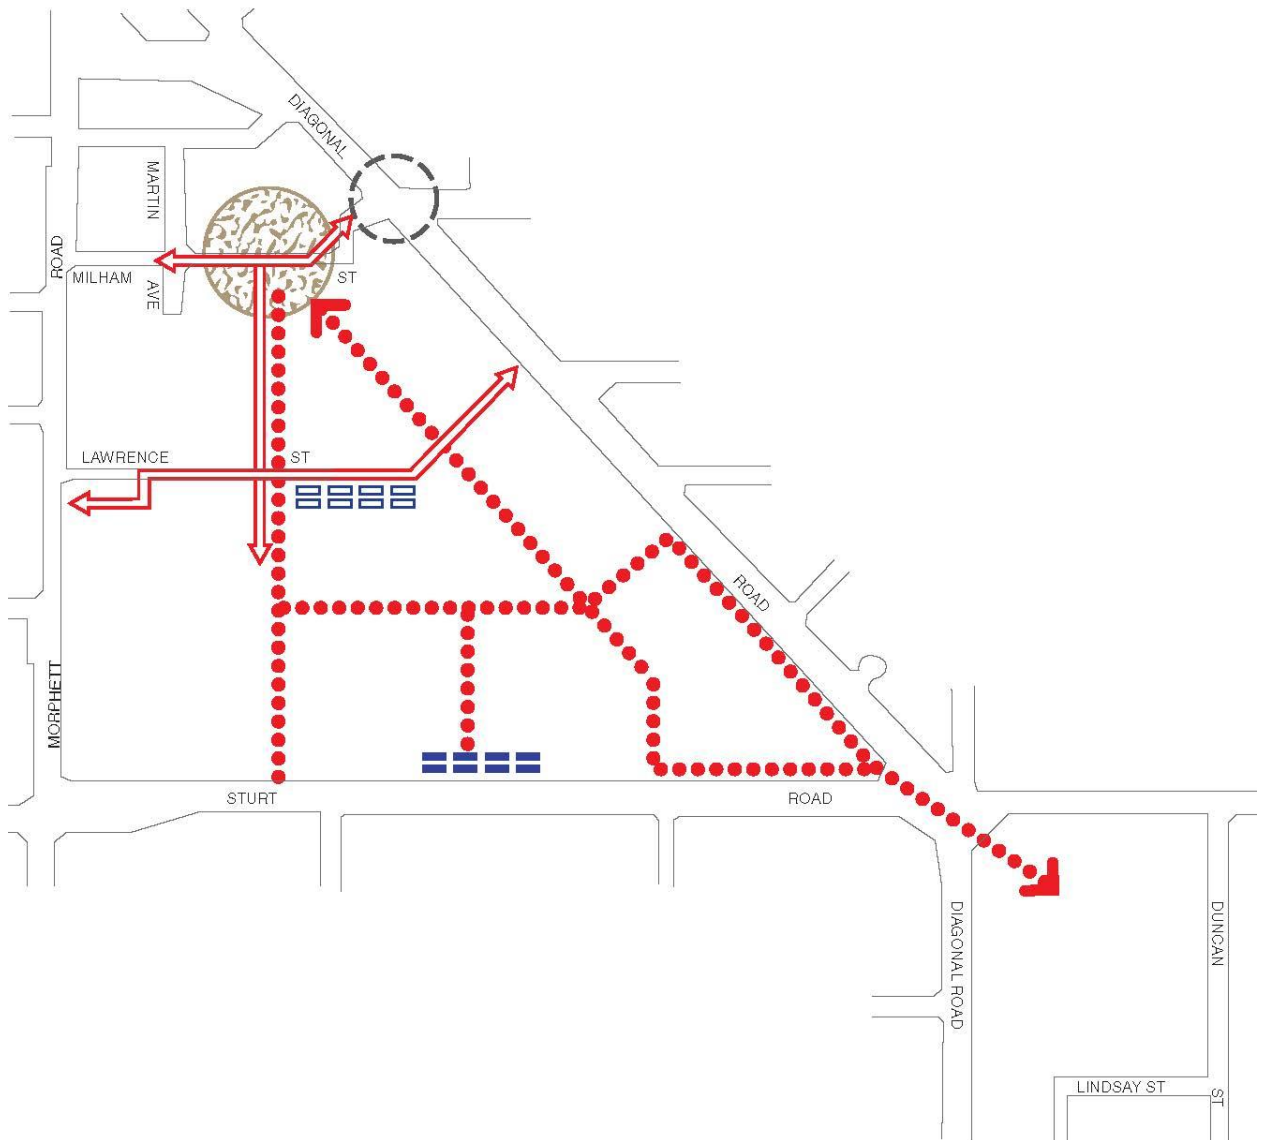 DIAGONAL
MARTIN
ROAD
MILHAM
AVE
ST
LAWRENCE
ST
ROAD
MORPHETT
STURT
ROAD
DIAGONAL ROAD
DUNCAN
LINDSAY ST
ST